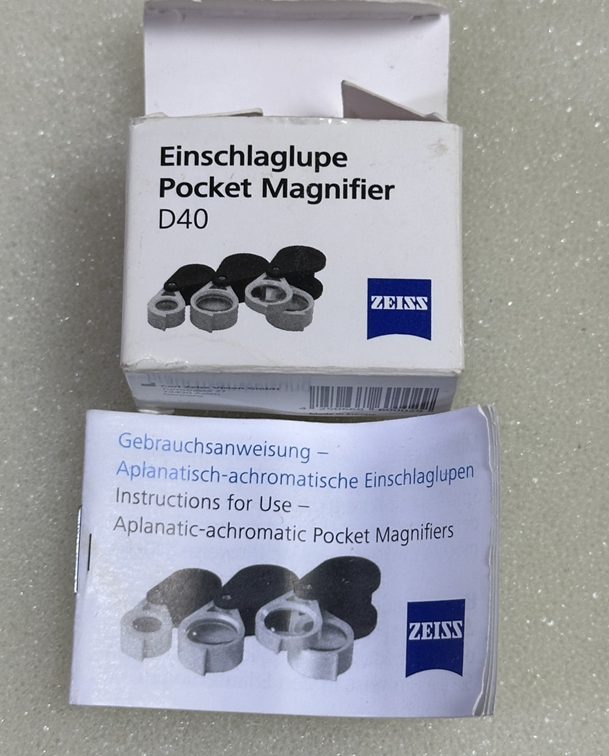 Einschlaglupe
Pocket Magnifier
D40
ZEISS
Gebrauchsanweisung –
Aplanatisch-achromatische Einschlaglupen
Instructions for Use –
Aplanatic-achromatic Pocket Magnifiers
ZEISS